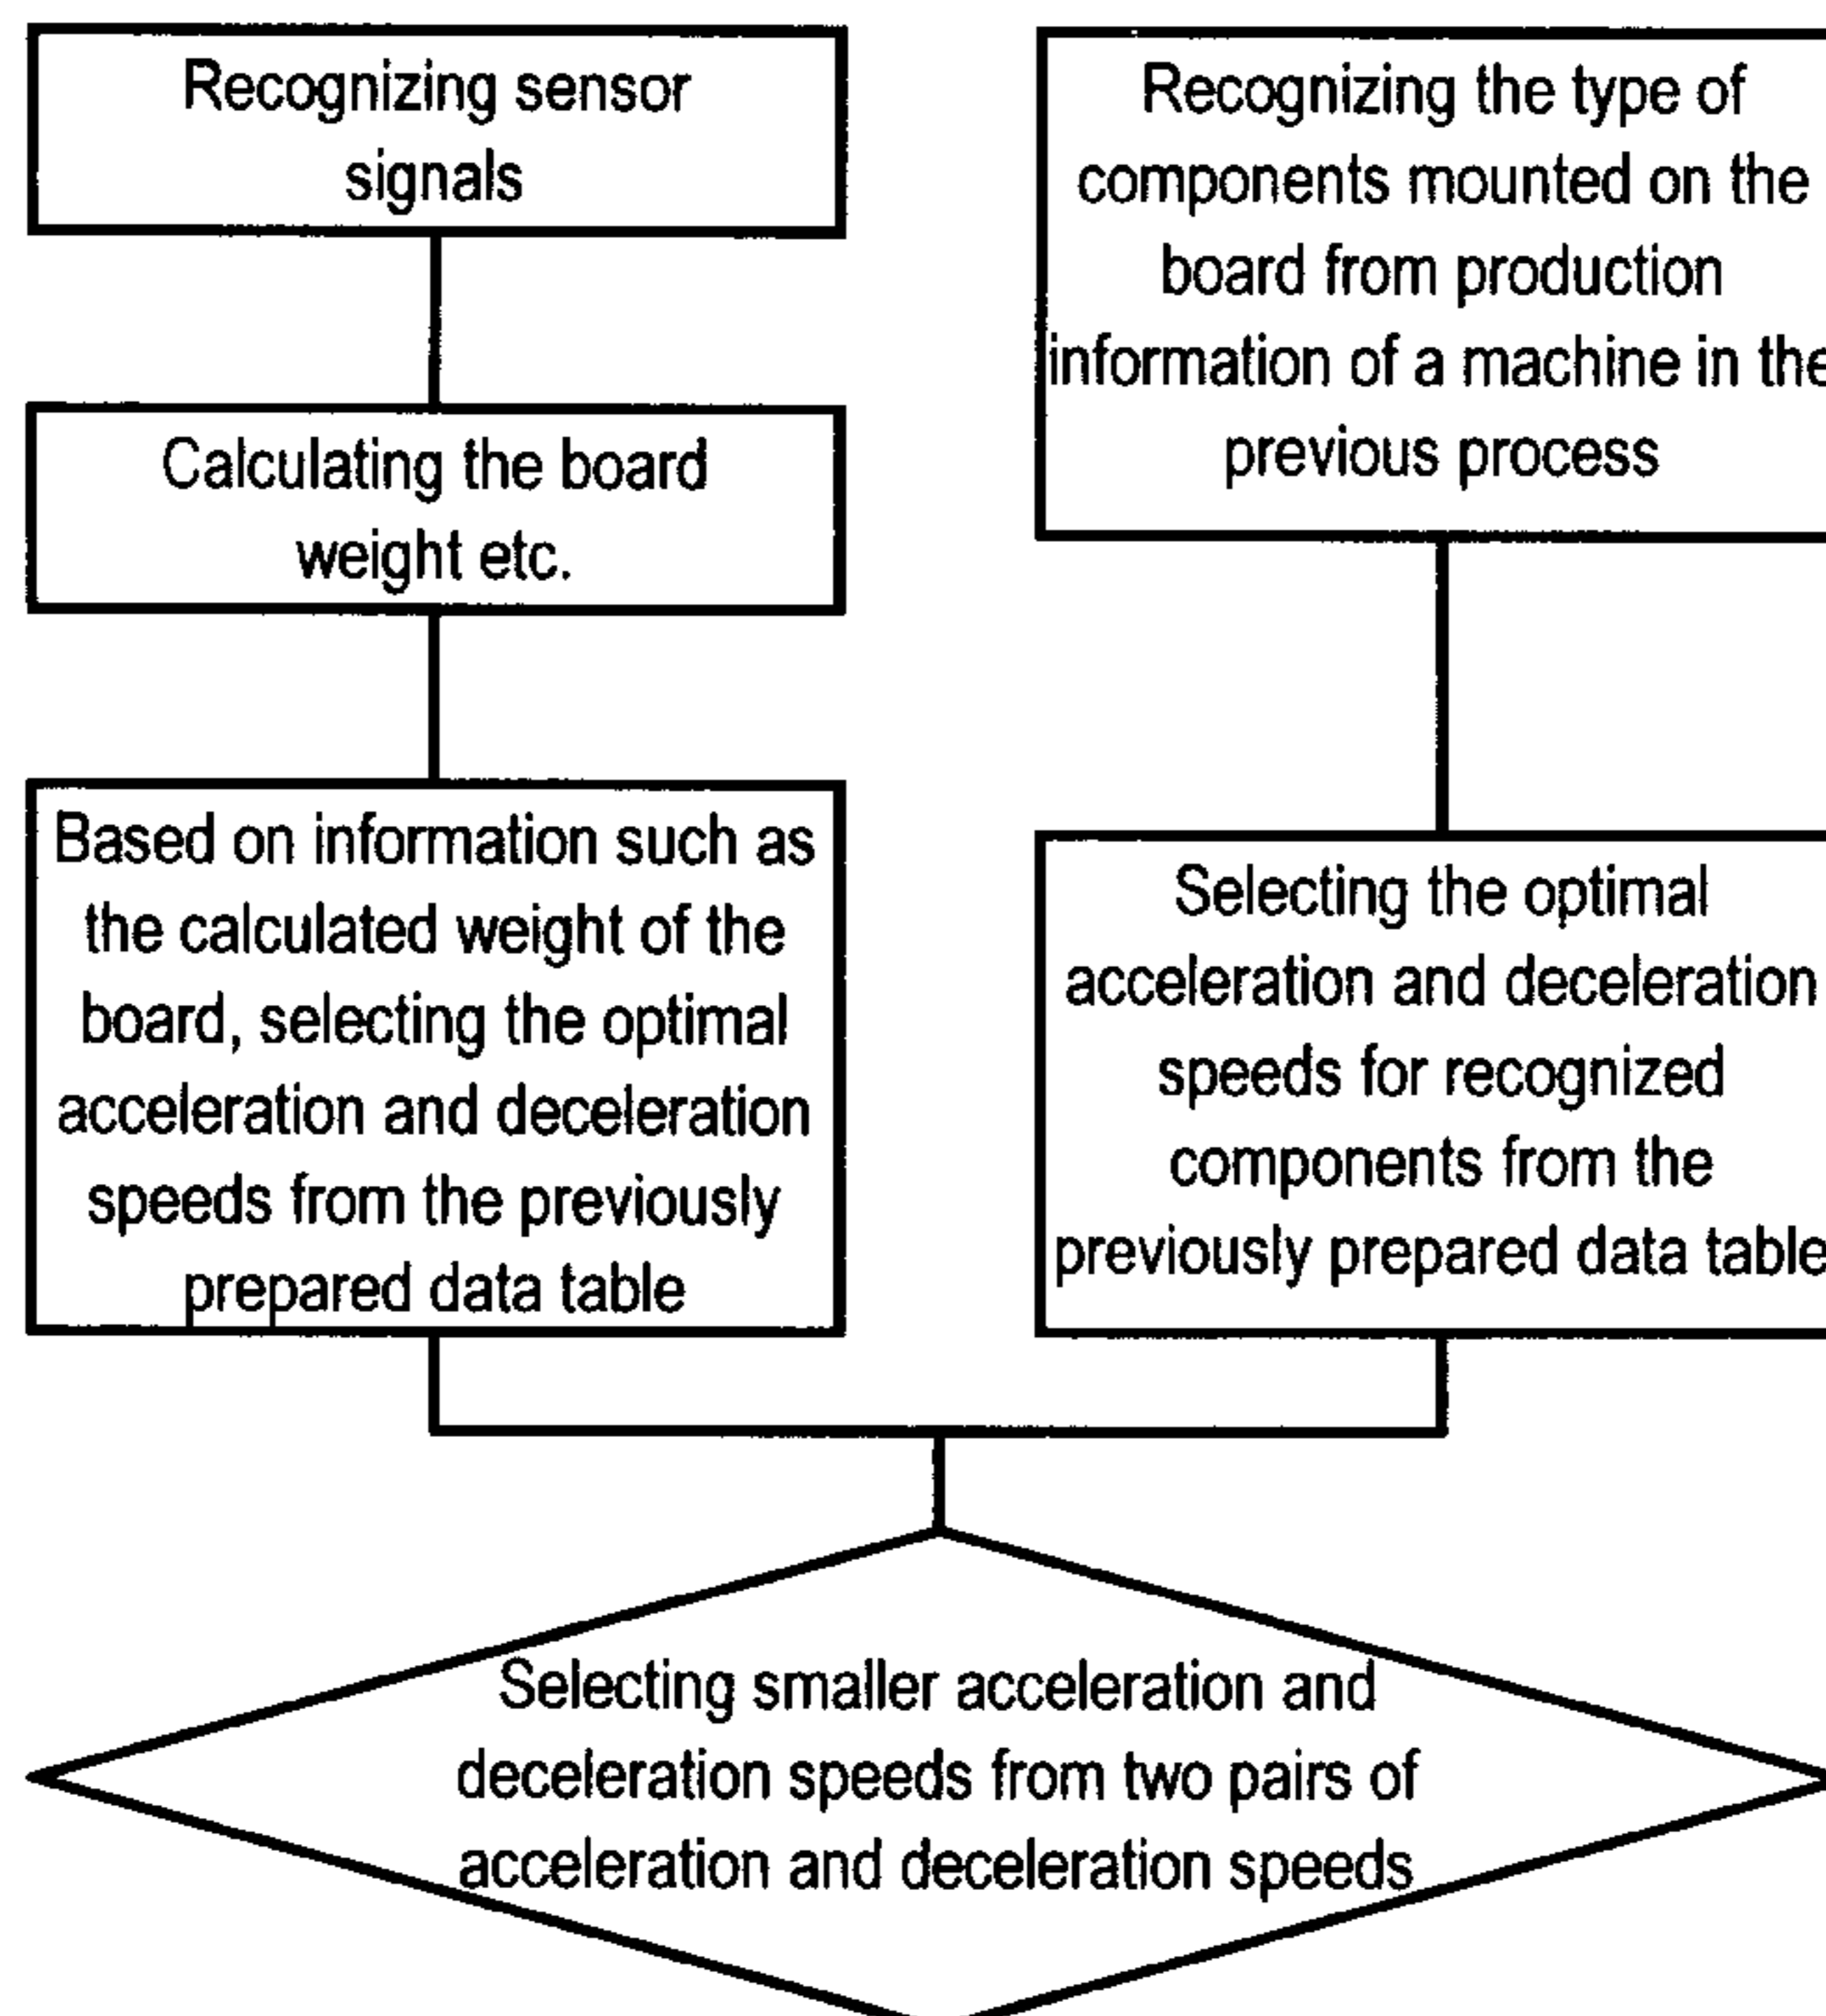 Recognizing sensor
signals
Calculating the board
weight etc.
Based on information such as
the calculated weight of the
board, selecting the optimal
acceleration and deceleration
speeds from the previously
prepared data table
Recognizing the type of
components mounted on the
board from production
information of a machine in the
previous process
Selecting the optimal
acceleration and deceleration
speeds for recognized
components from the
previously prepared data table
Selecting smaller acceleration and
deceleration speeds from two pairs of
acceleration and deceleration speeds